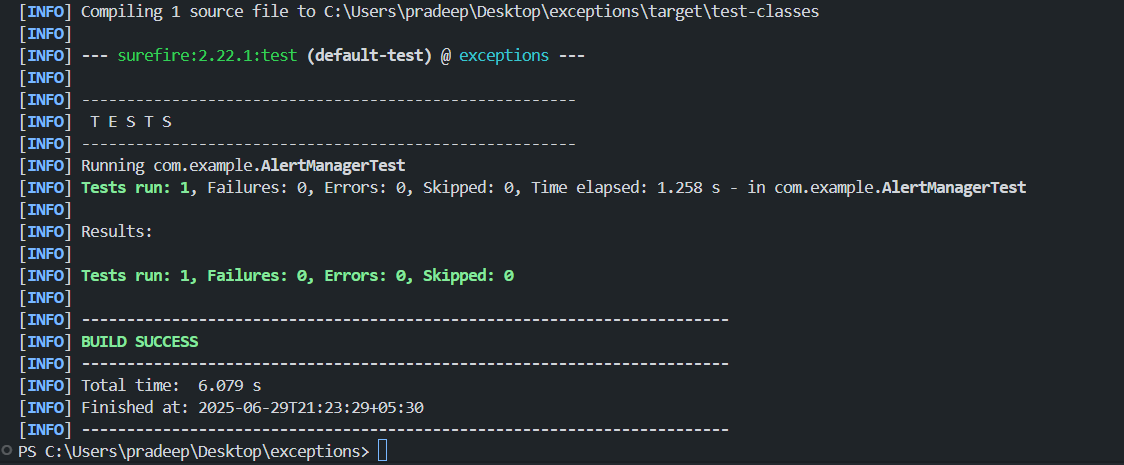 [INFO] Compiling 1 source file to C:\Users\pradeep\Desktop\exceptions\target\test-classes
[INFO]
[INFO] --- surefire:2.22.1:test (default-test) @ exceptions ---
[INFO]
[INFO] -------------------------------------------------------
[INFO]  T E S T S
[INFO] -------------------------------------------------------
[INFO] Running com.example.AlertManagerTest
[INFO] Tests run: 1, Failures: 0, Errors: 0, Skipped: 0, Time elapsed: 1.258 s - in com.example.AlertManagerTest
[INFO]
[INFO] Results:
[INFO]
[INFO] Tests run: 1, Failures: 0, Errors: 0, Skipped: 0
[INFO]
[INFO] ------------------------------------------------------------------------
[INFO] BUILD SUCCESS
[INFO] ------------------------------------------------------------------------
[INFO] Total time:  6.079 s
[INFO] Finished at: 2025-06-29T21:23:29+05:30
[INFO] ------------------------------------------------------------------------
PS C:\Users\pradeep\Desktop\exceptions>